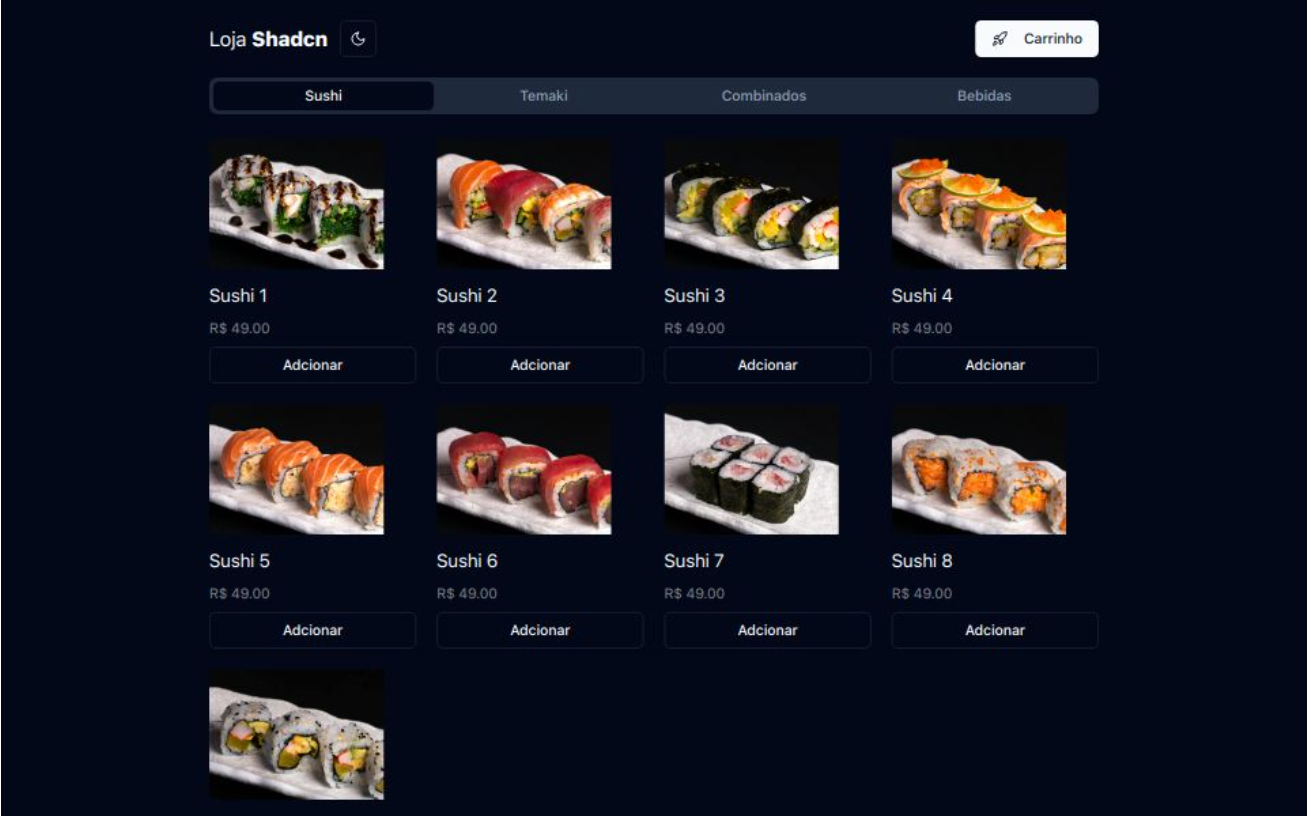 Loja Shadcn
Carrinho
Sushi Temaki Combinados Bebidas
Sushi 1 Sushi 2 Sushi 3 Sushi 4
R$ 49.00 R$ 49.00 R$ 49.00 R$ 49.00
Adcionar Adcionar Adcionar Adcionar
Sushi 5 Sushi 6 Sushi 7 Sushi 8
R$ 49.00 R$ 49.00 R$ 49.00 R$ 49.00
Adcionar Adcionar Adcionar Adcionar